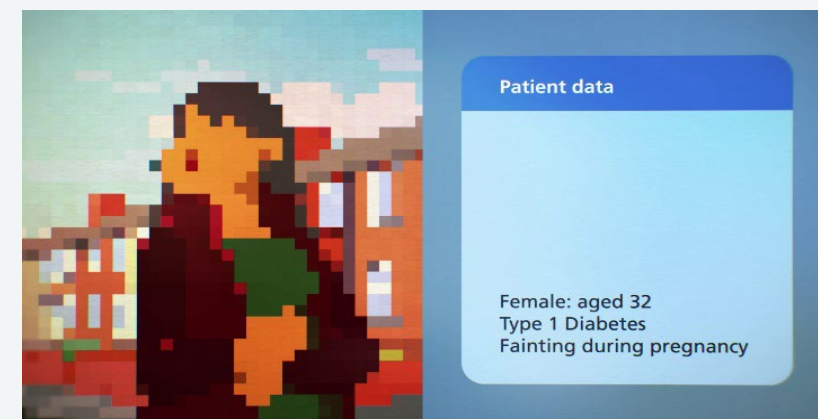 Patient data
Female: aged 32
Type 1 Diabetes
Fainting during pregnancy